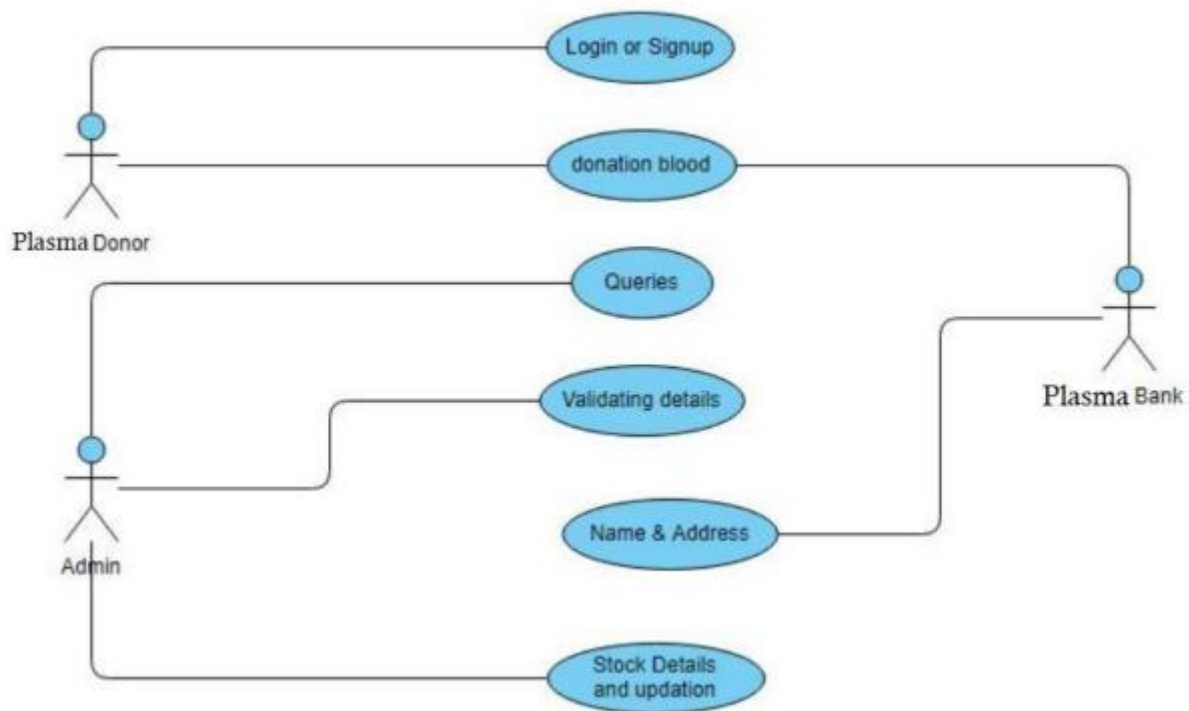 Login or Signup
donation blood
Plasma Donor
Queries
Validating details
Plasma Bank
Name & Address
Admin
Stock Details
and updation